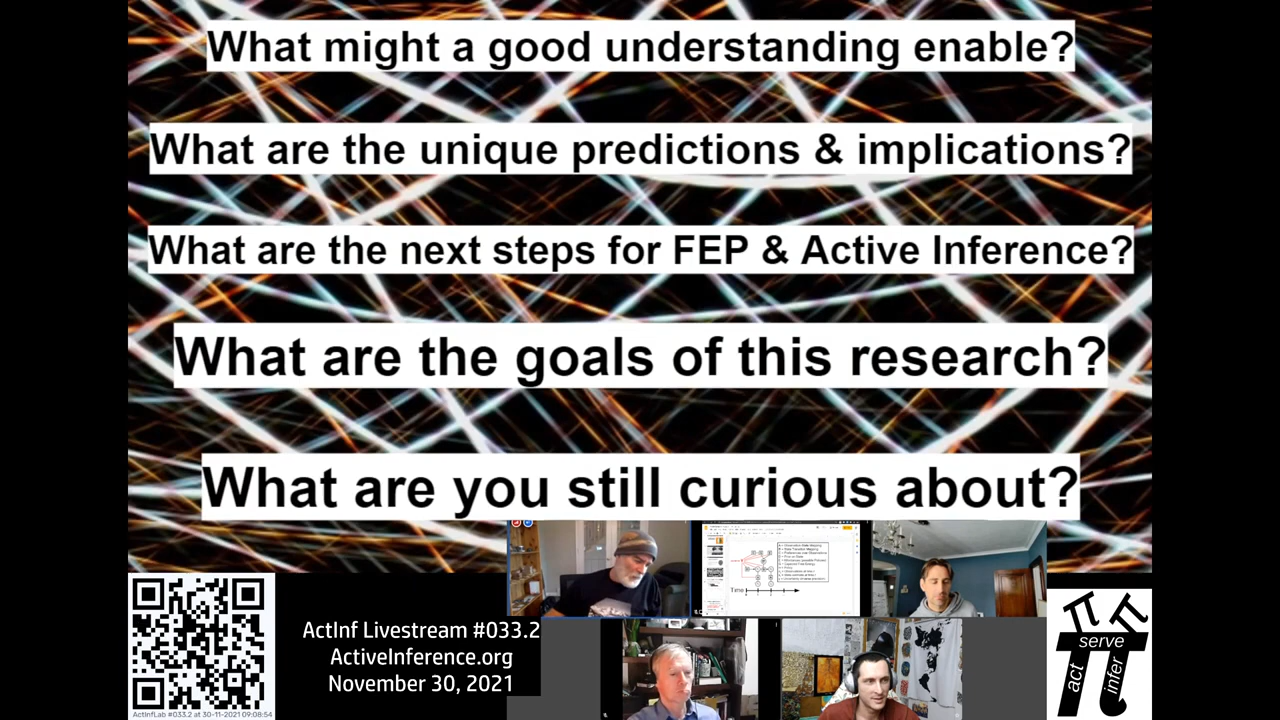 What might a good understanding enable?
What are the unique predictions & implications?
What are the next steps for FEP & Active Inference?
What are the goals of this research?
What are you still curious about?
Time
ActInf Livestream #033.2
ActiveInference.org
November 30, 2021
ActInfLab #033.2 at 30-11-2021 09:08:54
act
serve
infer